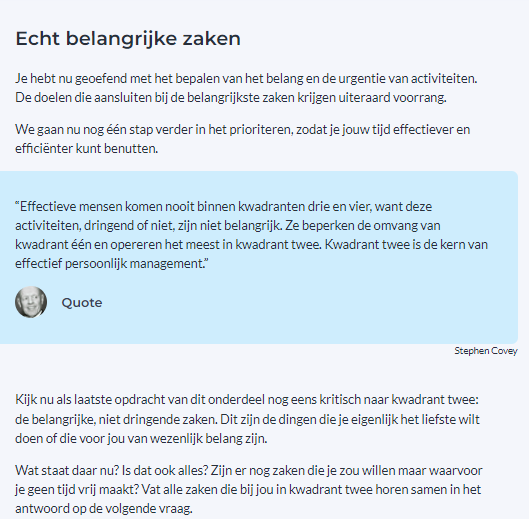 Echt belangrijke zaken
Je hebt nu geoefend met het bepalen van het belang en de urgentie van activiteiten.
De doelen die aansluiten bij de belangrijkste zaken krijgen uiteraard voorrang.
We gaan nu nog één stap verder in het prioriteren, zodat je jouw tijd effectiever en
efficiënter kunt benutten.
“Effectieve mensen komen nooit binnen kwadranten drie en vier, want deze
activiteiten, dringend of niet, zijn niet belangrijk. Ze beperken de omvang van
kwadrant één en opereren het meest in kwadrant twee. Kwadrant twee is de kern van
effectief persoonlijk management.”
Quote
Stephen Covey
Kijk nu als laatste opdracht van dit onderdeel nog eens kritisch naar kwadrant twee:
de belangrijke, niet dringende zaken. Dit zijn de dingen die je eigenlijk het liefste wilt
doen of die voor jou van wezenlijk belang zijn.
Wat staat daar nu? Is dat ook alles? Zijn er nog zaken die je zou willen maar waarvoor
je geen tijd vrij maakt? Vat alle zaken die bij jou in kwadrant twee horen samen in het
antwoord op de volgende vraag.